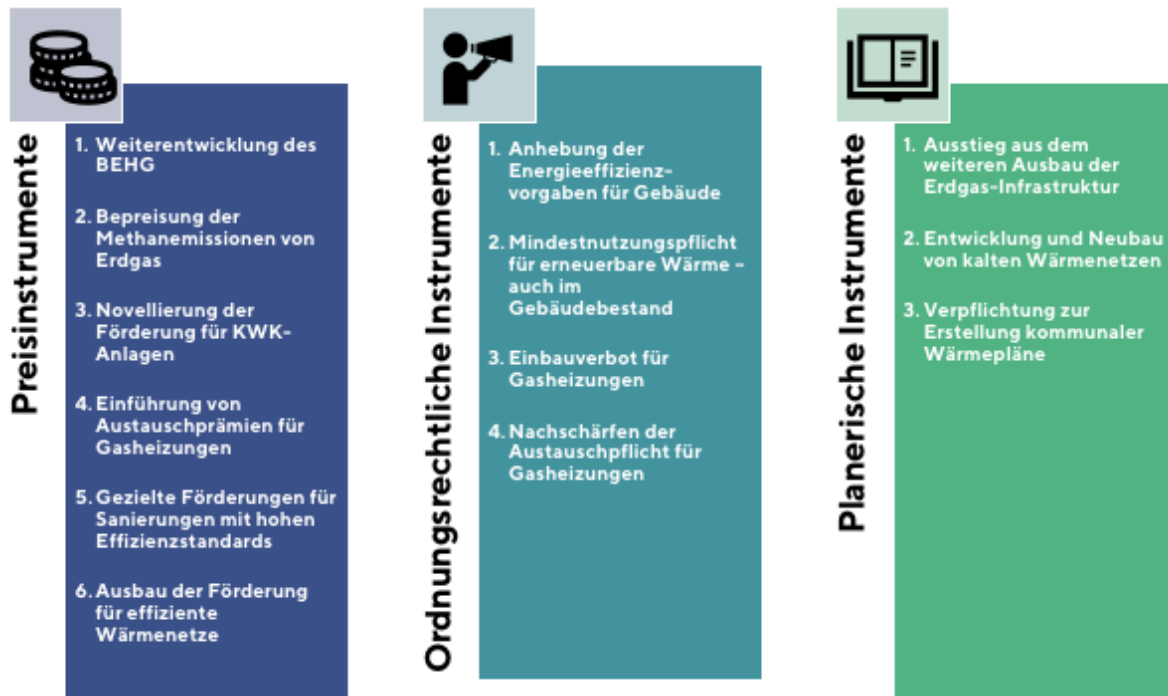 Preisinstrumente
1. Weiterentwicklung des
BEHG
2. Bepreisung der
Methanemissionen von
Erdgas
3. Novellierung der
Förderung für KWK-
Anlagen
4. Einführung von
Austauschprämien für
Gasheizungen
5. Gezielte Förderungen für
Sanierungen mit hohen
Effizienzstandards
6. Ausbau der Förderung
für effiziente
Wärmenetze
Ordnungsrechtliche Instrumente
1. Anhebung der
Energieeffizienz-
vorgaben für Gebäude
2. Mindestnutzungspflicht
für erneuerbare Wärme –
auch im
Gebäudebestand
3. Einbauverbot für
Gasheizungen
4. Nachschärfen der
Austauschpflicht für
Gasheizungen
Planerische Instrumente
1. Ausstieg aus dem
weiteren Ausbau der
Erdgas-Infrastruktur
2. Entwicklung und Neubau
von kalten Wärmenetzen
3. Verpflichtung zur
Erstellung kommunaler
Wärmepläne